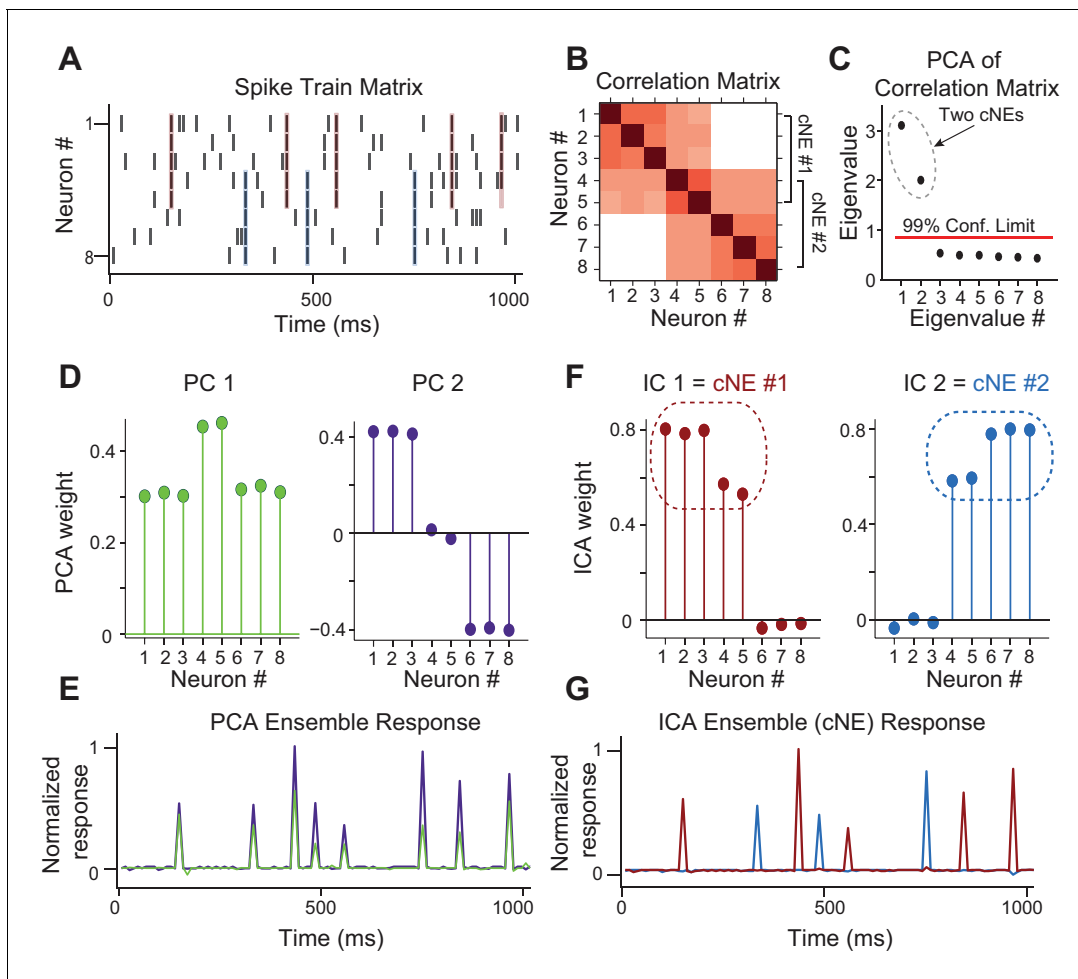 A
Spike Train Matrix
Neuron #
1
8
0
500
1000
Time (ms)
B
Correlation Matrix
Neuron #
1
2
3
4
5
6
7
8
cNE #1
cNE #2
1 2 3 4 5 6 7 8
Neuron #
C
PCA of
Correlation Matrix
Two cNEs
99% Conf. Limit
Eigenvalue
3
2
1
0
1 2 3 4 5 6 7 8
Eigenvalue #
D
PC 1
PCA weight
0.4
0.2
0
1 2 3 4 5 6 7 8
Neuron #
PC 2
0.4
0
−0.4
1 2 3 4 5 6 7 8
Neuron #
F
IC 1 = cNE #1
ICA weight
0.8
0.4
0
1 2 3 4 5 6 7 8
Neuron #
IC 2 = cNE #2
0.8
0.4
0
1 2 3 4 5 6 7 8
Neuron #
E
PCA Ensemble Response
Normalized
response
1
0
0
500
1000
Time (ms)
G
ICA Ensemble (cNE) Response
Normalized
response
1
0
0
500
1000
Time (ms)